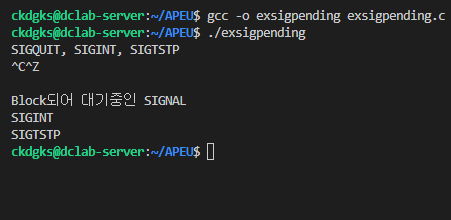 ckdgks@dclab-server:~/APEU$ gcc -o exsigpending exsigpending.c
ckdgks@dclab-server:~/APEU$ ./exsigpending
SIGQUIT, SIGINT, SIGTSTP
^C^Z
Block되어 대기중인 SIGNAL
SIGINT
SIGTSTP
ckdgks@dclab-server:~/APEU$